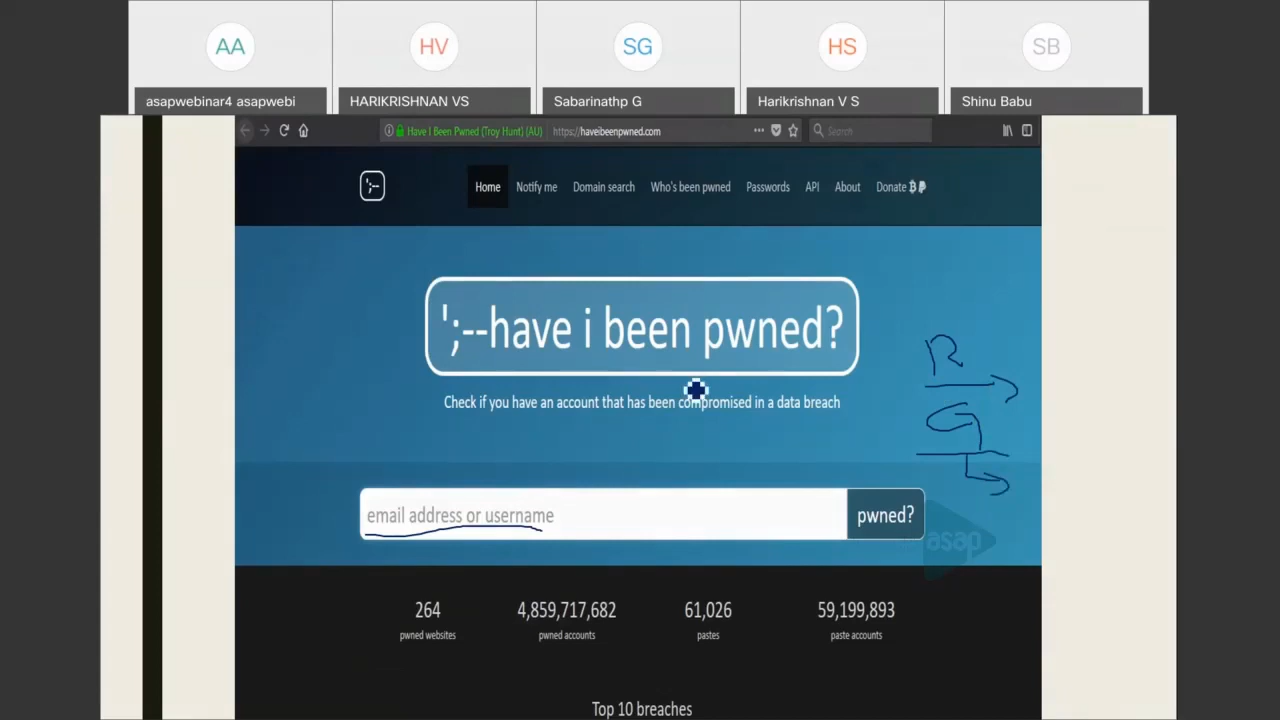 AA HV SG HS SB
asapwebinar4 asapwebi HARIKRISHNAN VS Sabarinathp G Harikrishnan V S Shinu Babu
Have I Been Pwned (Troy Hunt) (AU) https://haveibeenpwned.com ••• Search
';-- Home Notify me Domain search Who's been pwned Passwords API About Donate
';--have i been pwned?
Check if you have an account that has been compromised in a data breach
R
G
email address or username pwned?
asap
264 4,859,717,682 61,026 59,199,893
pwned websites pwned accounts pastes paste accounts
Top 10 breaches